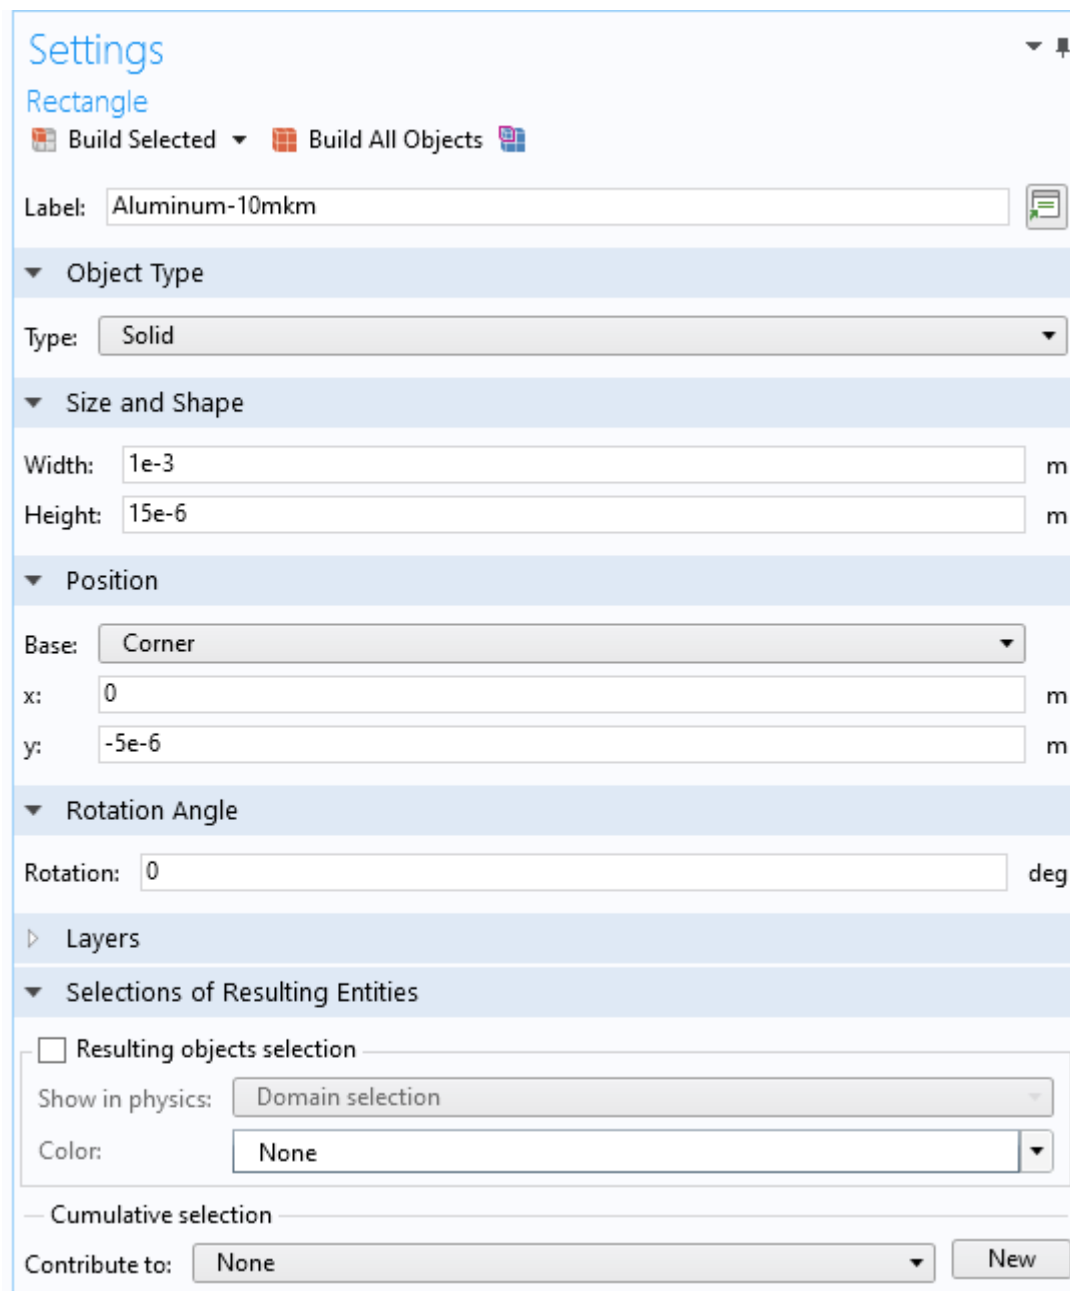 Settings
Rectangle
Build Selected Build All Objects
Label: Aluminum-10mkm
Object Type
Type: Solid
Size and Shape
Width: 1e-3 m
Height: 15e-6 m
Position
Base: Corner
x: 0 m
y: -5e-6 m
Rotation Angle
Rotation: 0 deg
Layers
Selections of Resulting Entities
Resulting objects selection
Show in physics: Domain selection
Color: None
Cumulative selection
Contribute to: None New